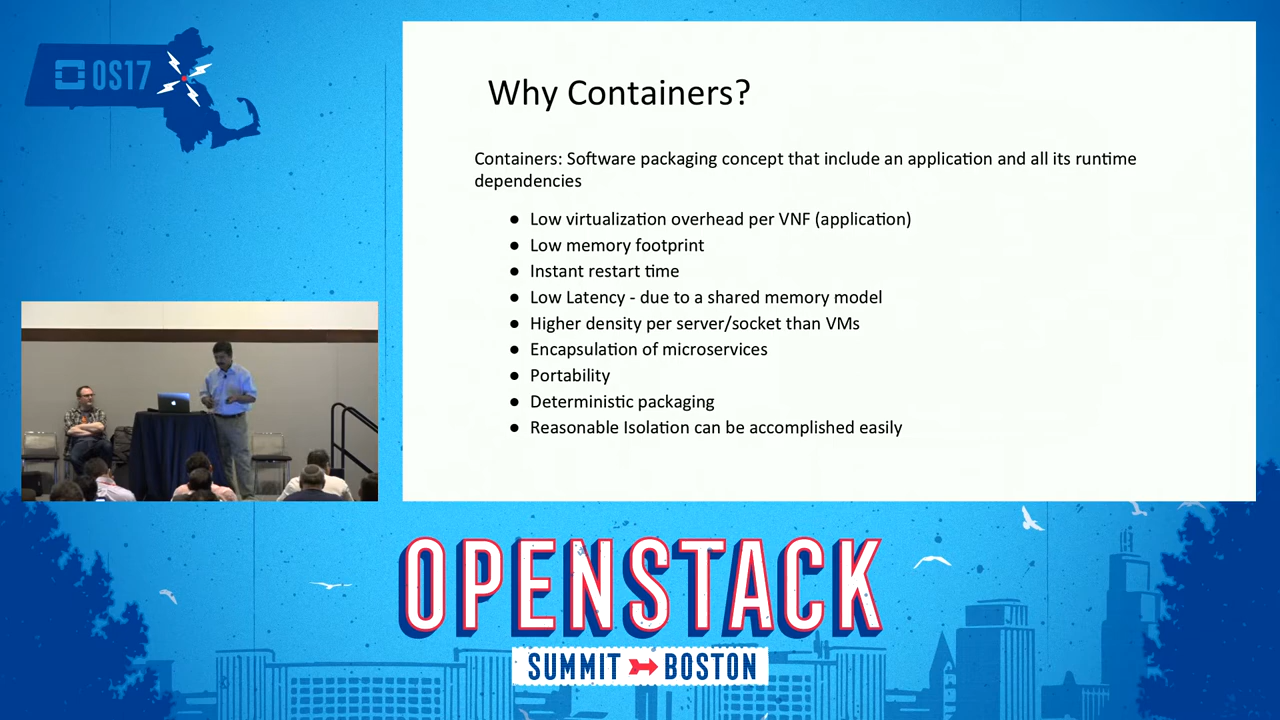 OS17
Why Containers?
Containers: Software packaging concept that include an application and all its runtime
dependencies
● Low virtualization overhead per VNF (application)
● Low memory footprint
● Instant restart time
● Low Latency - due to a shared memory model
● Higher density per server/socket than VMs
● Encapsulation of microservices
● Portability
● Deterministic packaging
● Reasonable Isolation can be accomplished easily
OPENSTACK
SUMMIT BOSTON